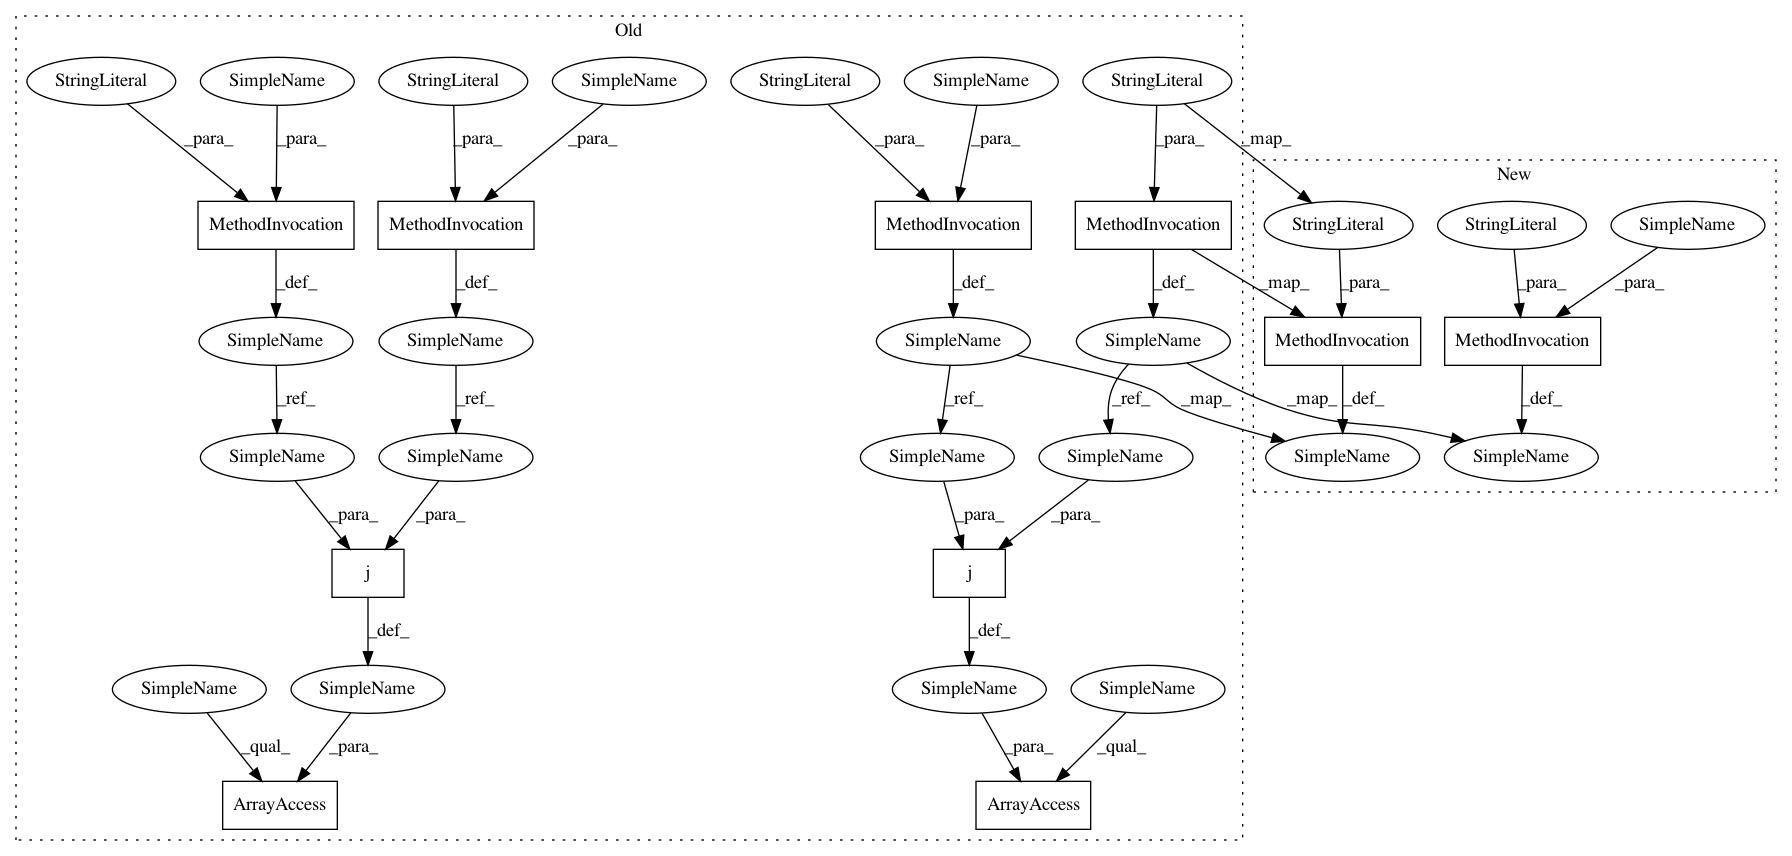 Old
StringLiteral SimpleName StringLiteral SimpleName StringLiteral SimpleName StringLiteral
_para_ _para_ _para_ _para_ _para_ _para_ _para_ _map_
New
MethodInvocation MethodInvocation MethodInvocation MethodInvocation StringLiteral StringLiteral SimpleName
_def_ _def_ _def_ _def_ _map_ _para_ _para_ _para_
SimpleName SimpleName SimpleName SimpleName MethodInvocation MethodInvocation
_ref_ _ref_ _ref_ _ref_ _map_ _map_ _def_ _def_
SimpleName SimpleName SimpleName SimpleName SimpleName SimpleName
_para_ _para_ _para_ _para_
j j
_def_ _def_
SimpleName SimpleName SimpleName SimpleName
_qual_ _para_ _para_ _qual_
ArrayAccess ArrayAccess